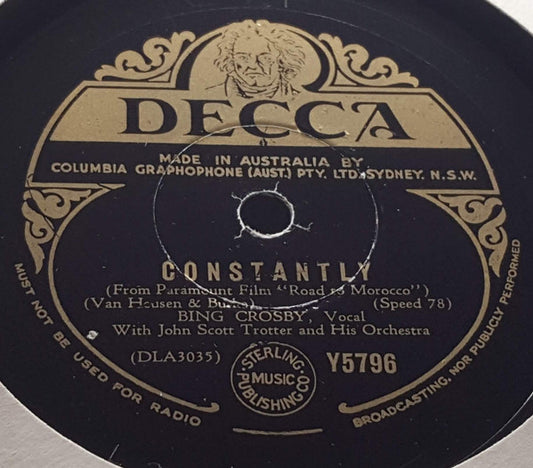 DECCA
MADE IN AUSTRALIA BY
COLUMBIA GRAPHOPHONE (AUST.) PTY. LTD. SYDNEY. N.S.W.
CONSTANTLY
(From Paramount Film "Road to Morocco")
(Van Heusen & Burke) (Speed 78)
BING CROSBY, Vocal
With John Scott Trotter and His Orchestra
(DLA3035) Y5796
STERLING
MUSIC
PUBLISHING CO
MUST NOT BE USED FOR RADIO BROADCASTING, NOR PUBLICLY PERFORMED